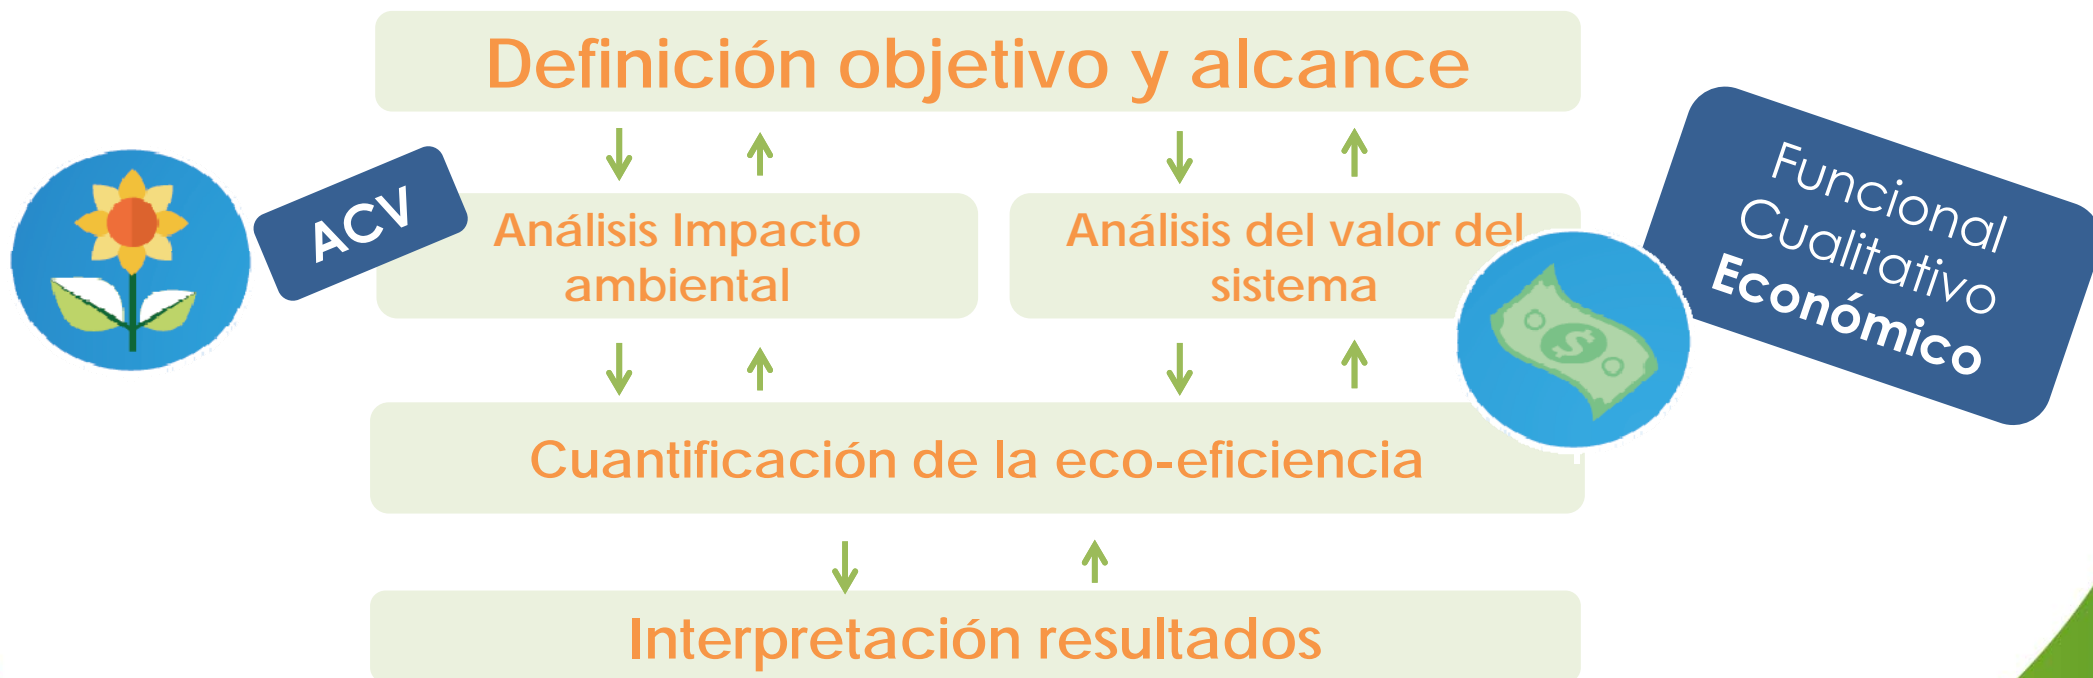 Definición objetivo y alcance
ACV
Análisis Impacto
ambiental
Análisis del valor del
sistema
Funcional
Cualitativo
Económico
Cuantificación de la eco-eficiencia
Interpretación resultados